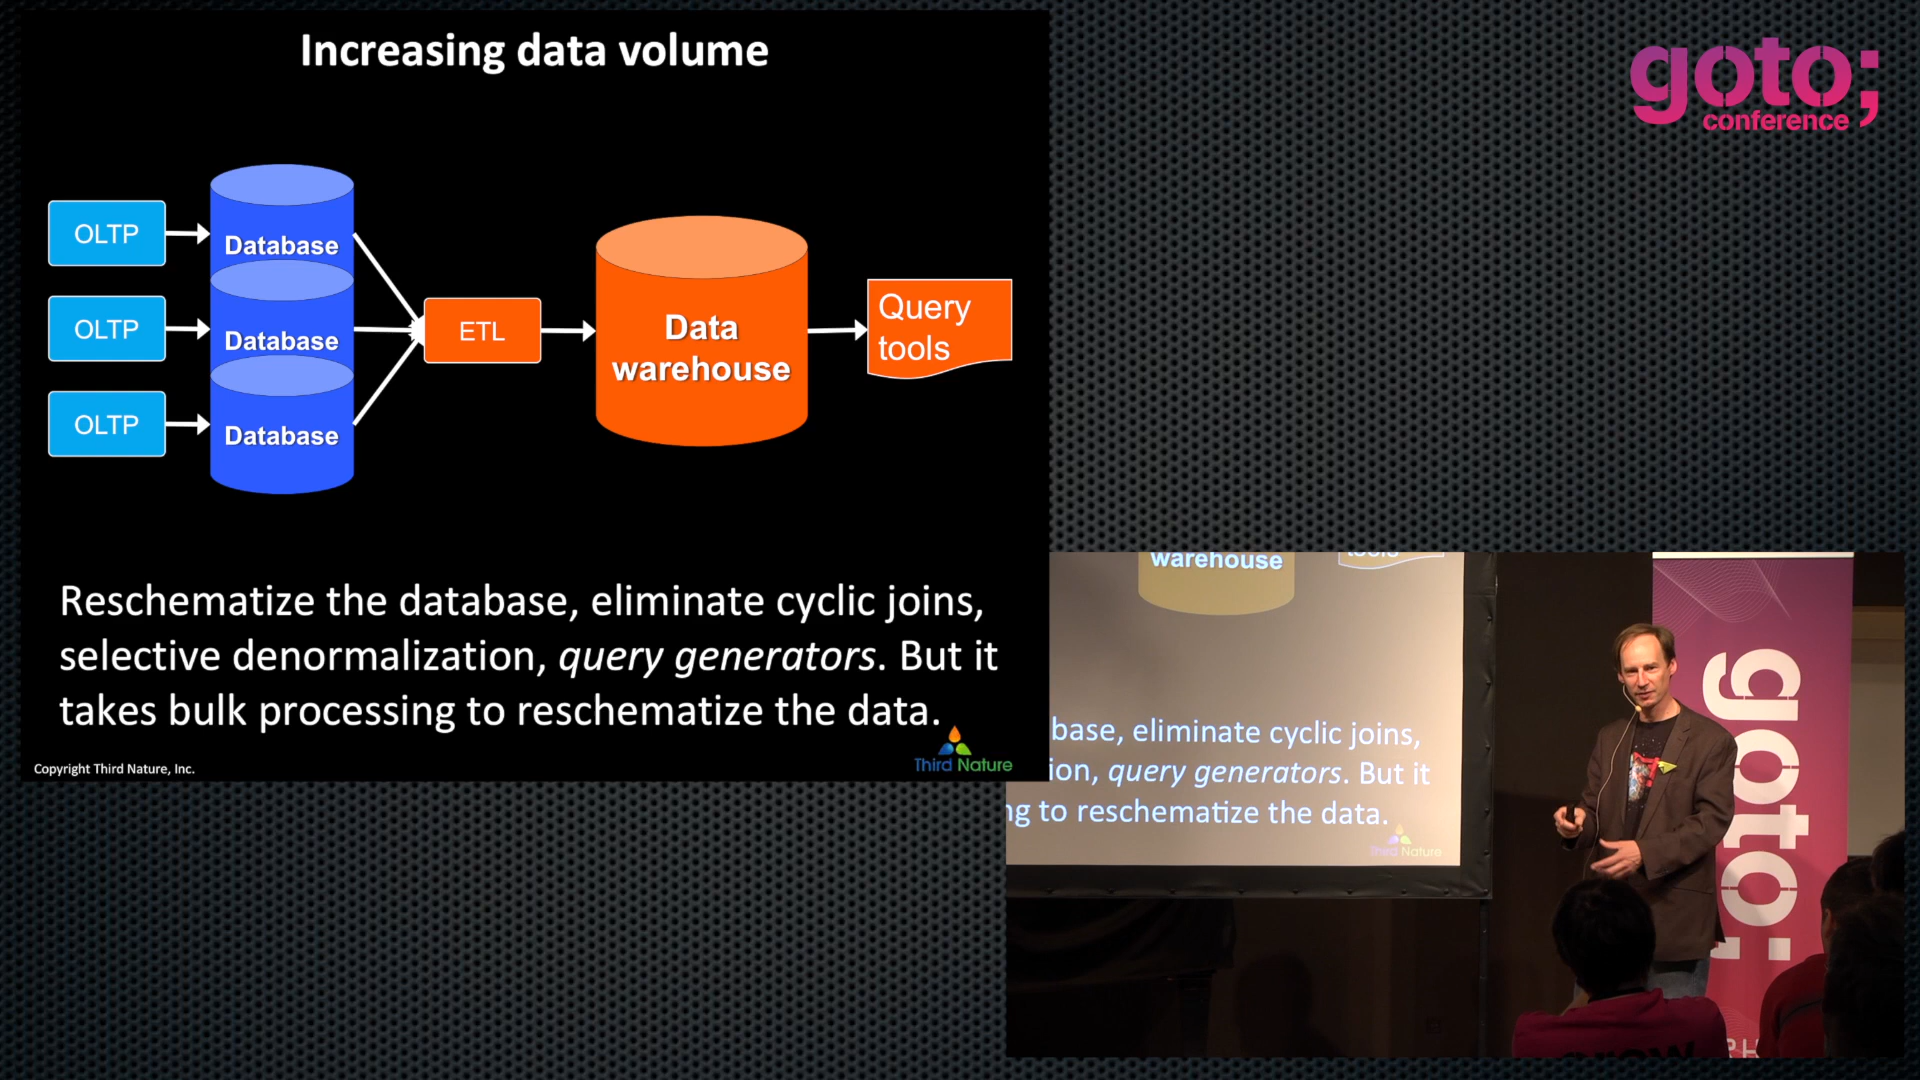 Increasing data volume
OLTP
Database
OLTP
Database
OLTP
Database
ETL
Data
warehouse
Query
tools
Reschematize the database, eliminate cyclic joins,
selective denormalization, query generators. But it
takes bulk processing to reschematize the data.
Copyright Third Nature, Inc.
Third Nature
goto;
conference
warehouse
tools
base, eliminate cyclic joins,
ion, query generators. But it
ng to reschematize the data.
Third Nature
goto;